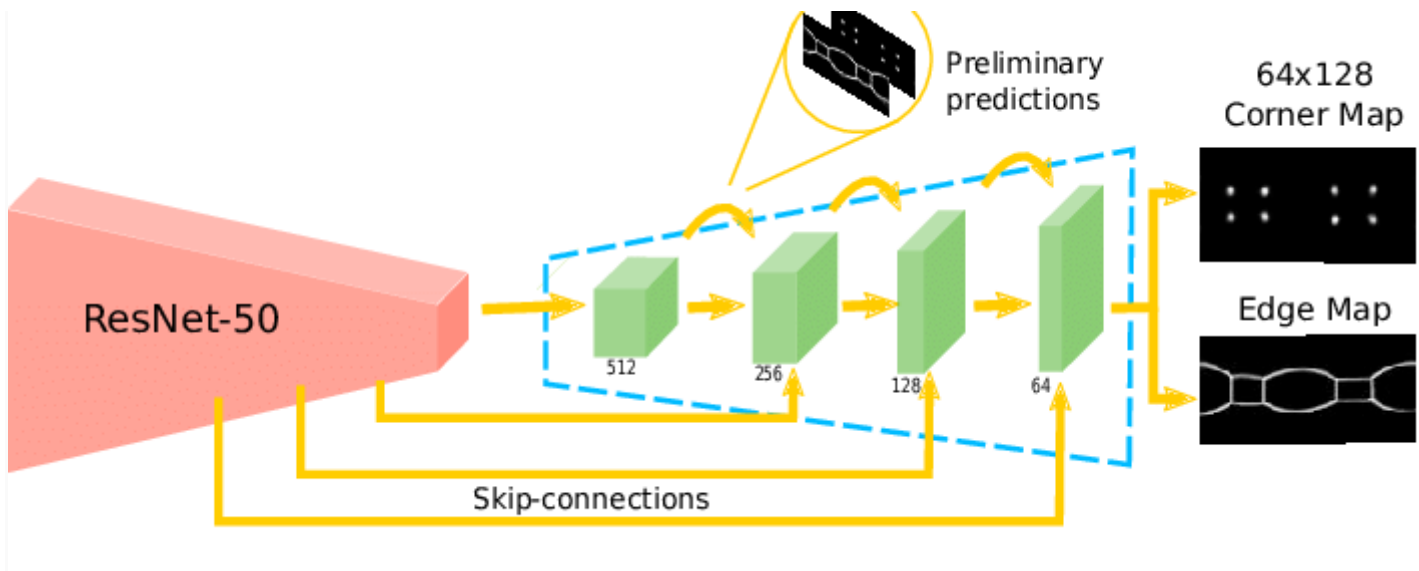 Preliminary
predictions
64x128
Corner Map
ResNet-50
Edge Map
512
256
128
64
Skip-connections